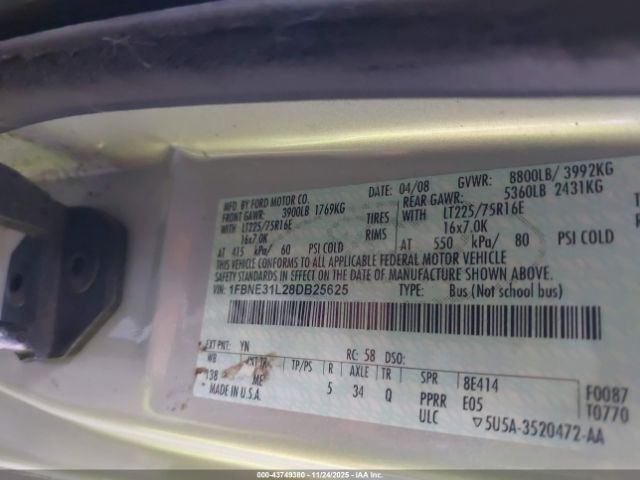 MFD BY FORD MOTOR CO. DATE: 04/08 GVWR: 8800LB/ 3992KG
FRONT GAWR: 3900LB 1769KG REAR GAWR: 5360LB 2431KG
WITH LT225/75R16E TIRES WITH LT225/75R16E
16x7.0K RIMS 16x7.0K
AT 415 kPa/ 60 PSI COLD AT 550 kPa/ 80 PSI COLD
THIS VEHICLE CONFORMS TO ALL APPLICABLE FEDERAL MOTOR VEHICLE
SAFETY STANDARDS IN EFFECT ON THE DATE OF MANUFACTURE SHOWN ABOVE.
VIN: 1FBNE31L28DB25625 TYPE: Bus (Not school bus)
EXT PNT: YN RC: 58 DSO:
WB INT TR TP/PS R AXLE TR SPR 8E414 F0087
138 ME 5 34 Q PPRR E05 T0770
MADE IN U.S.A. ULC ▽5U5A-3520472-AA
000-43749380 - 11/24/2025 - IAAI.COM